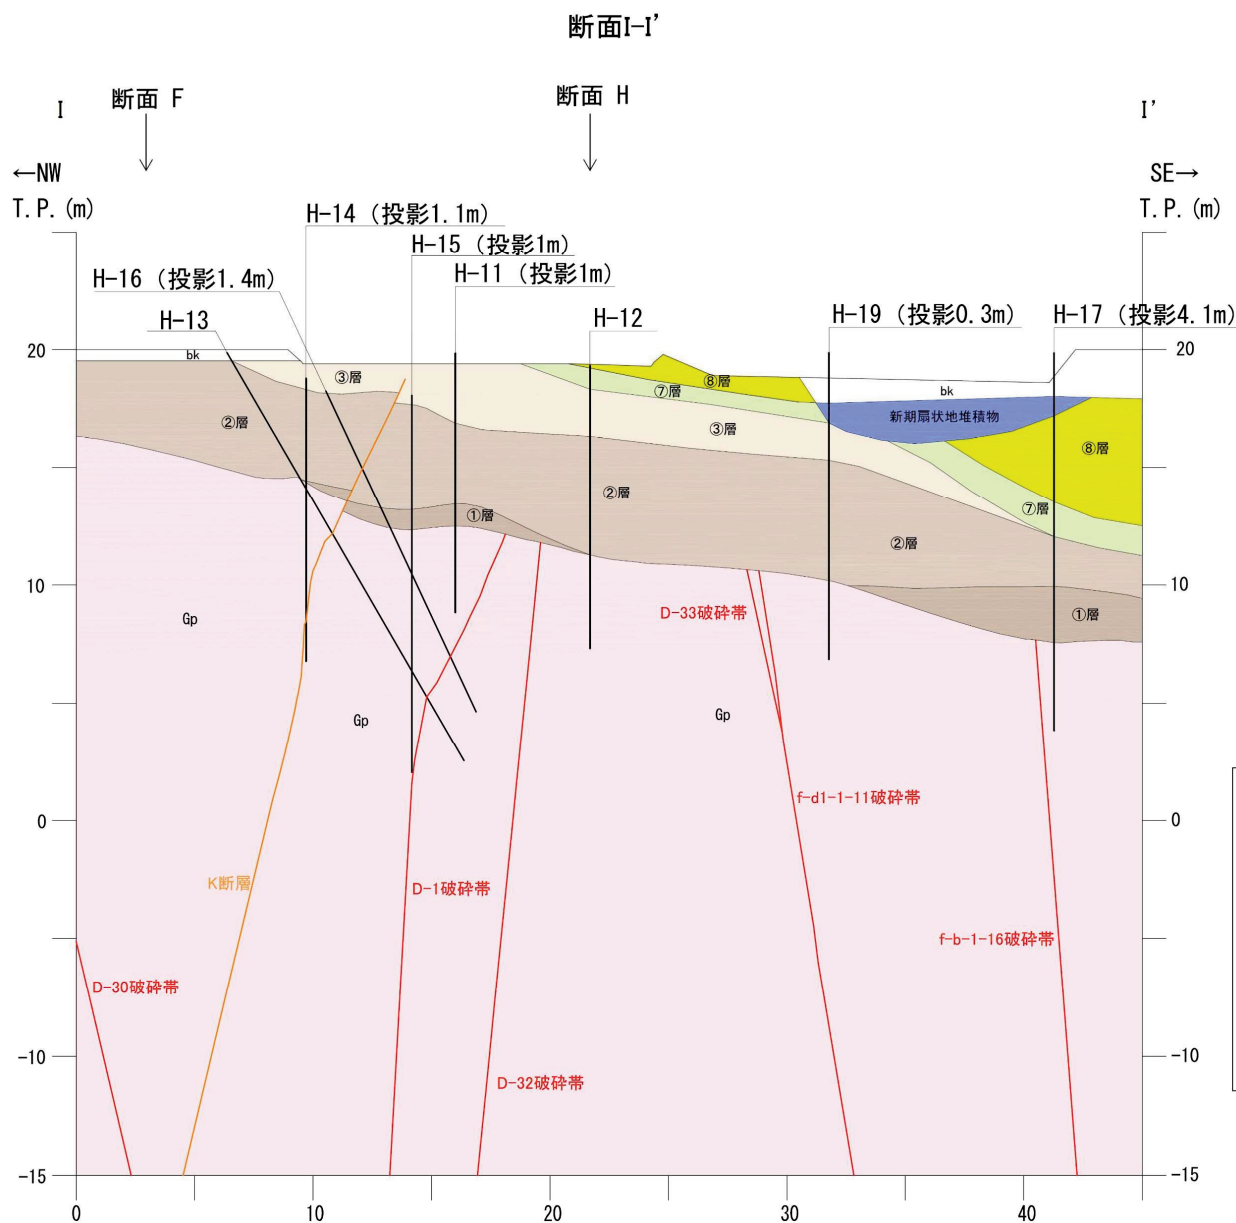 断面I-I’
I
断面 F
断面 H
I’
←NW
SE→
T.P.(m)
T.P.(m)
H-14 (投影1.1m)
H-15 (投影1m)
H-16 (投影1.4m)
H-11 (投影1m)
H-13
H-12
H-19 (投影0.3m)
H-17 (投影4.1m)
20
20
bk
③層
⑧層
⑦層
bk
新期扇状地堆積物
②層
③層
⑧層
②層
⑦層
①層
②層
10
10
D-33破砕帯
①層
Gp
Gp
Gp
f-d1-1-11破砕帯
0
0
K断層
D-1破砕帯
f-b-1-16破砕帯
D-30破砕帯
-10
-10
D-32破砕帯
-15
-15
0
10
20
30
40